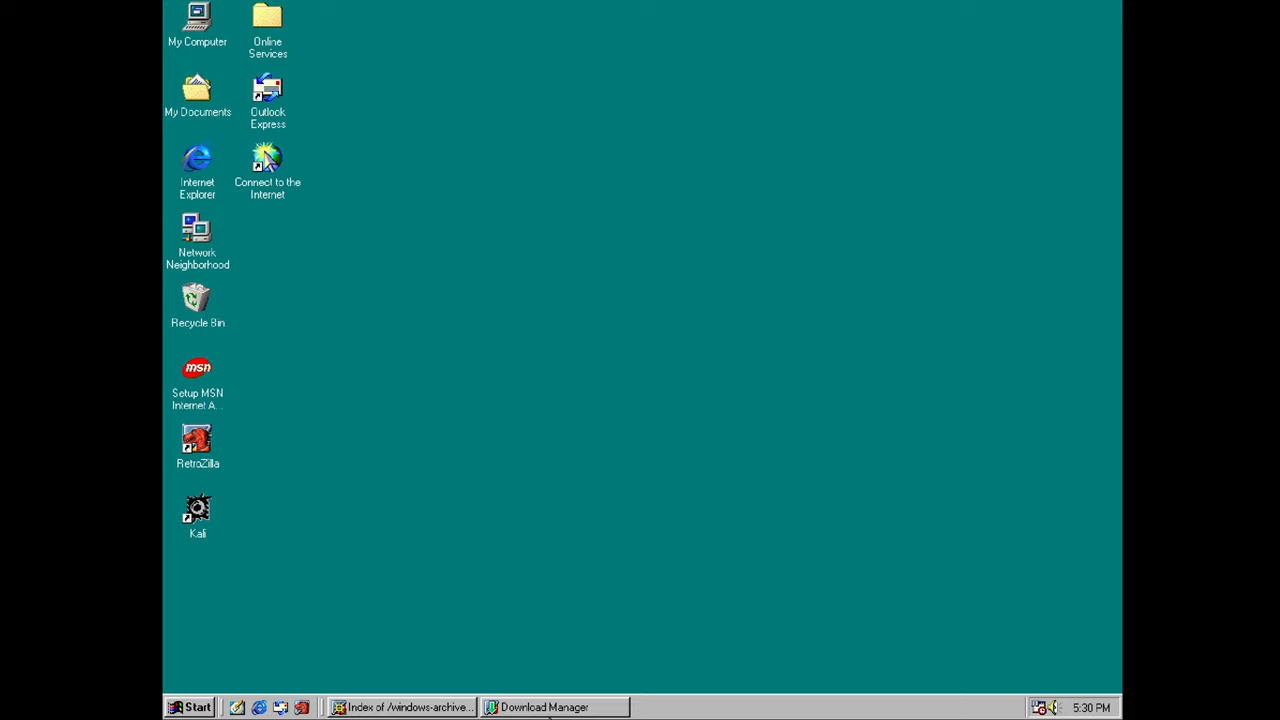 My Computer
Online
Services
My Documents
Outlook
Express
Internet
Explorer
Connect to the
Internet
Network
Neighborhood
Recycle Bin
msn
Setup MSN
Internet A...
RetroZilla
Kali
Start
Index of /windows-archive...
Download Manager
5:30 PM